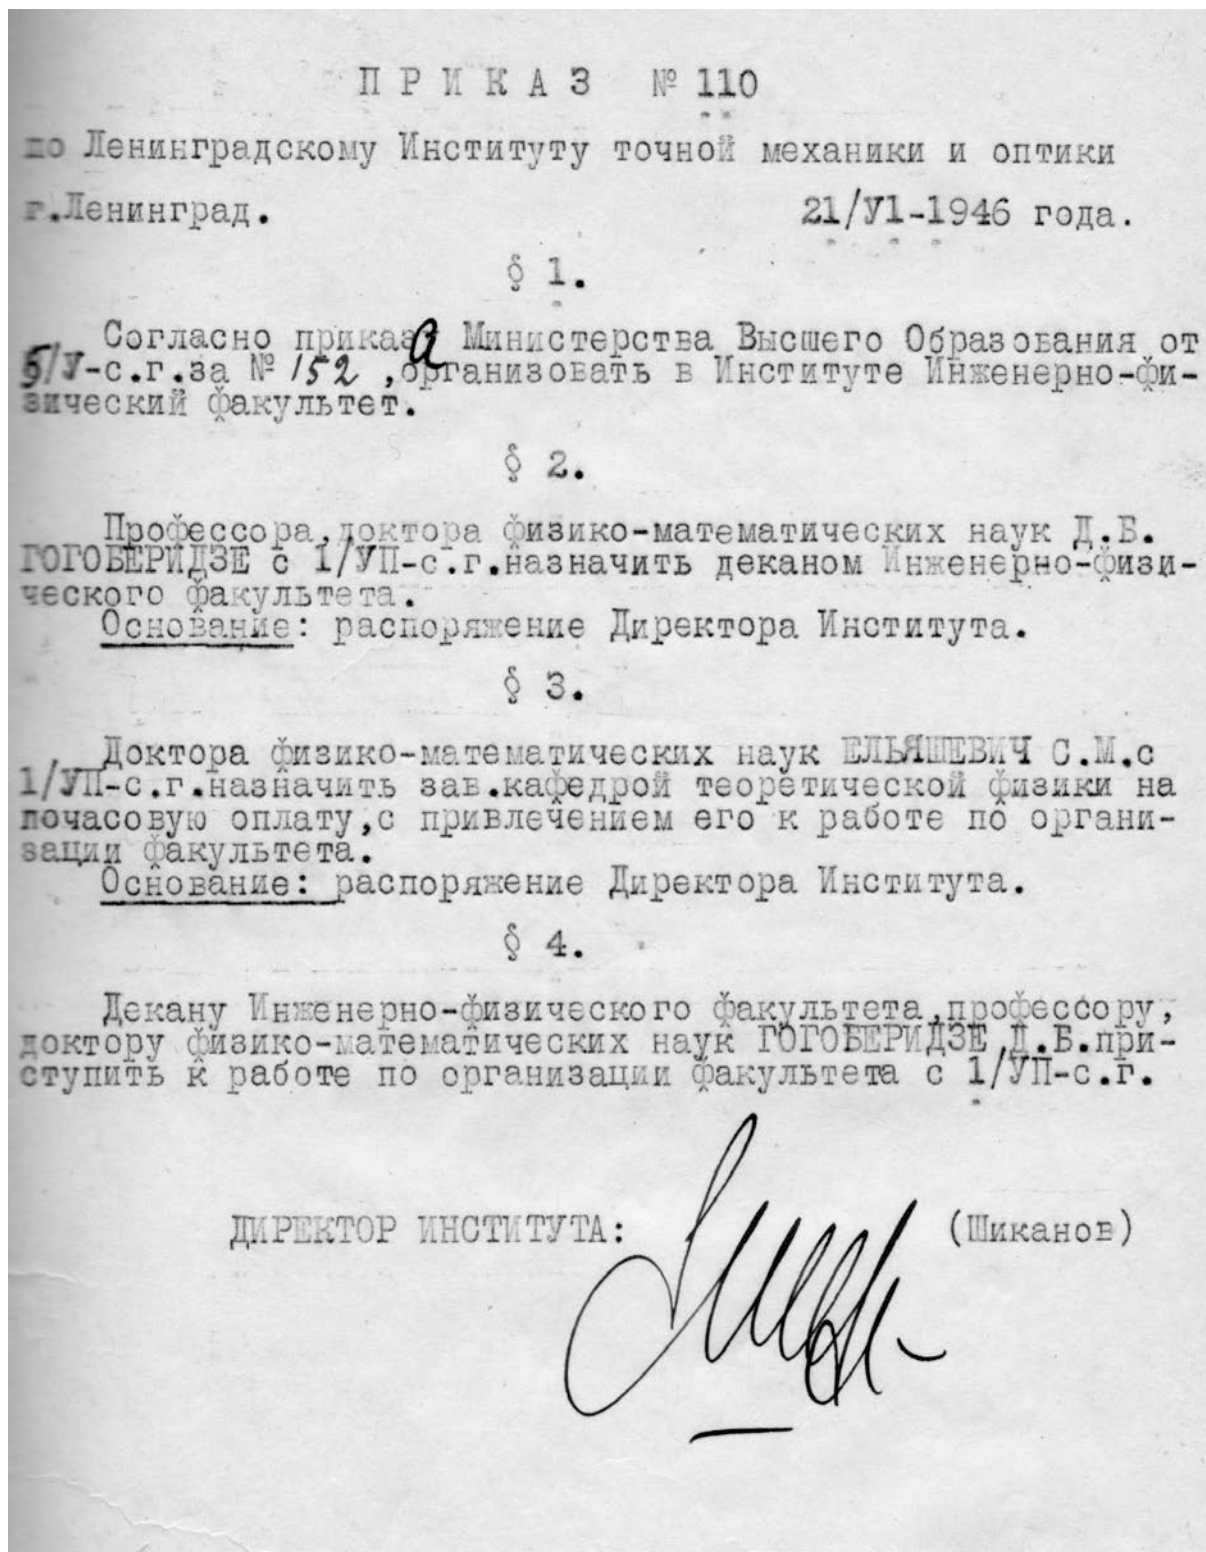 ПРИКАЗ № 110
по Ленинградскому Институту точной механики и оптики
г.Ленинград. 21/У1-1946 года.
§ 1.
Согласно приказа Министерства Высшего Образования от
5/У-с.г.за № 152 ,организовать в Институте Инженерно-фи-
зический факультет.
§ 2.
Профессора,доктора физико-математических наук Д.Б.
ГОГОБЕРИДЗЕ с 1/УП-с.г.назначить деканом Инженерно-физи-
ческого факультета.
Основание: распоряжение Директора Института.
§ 3.
Доктора физико-математических наук ЕЛЬЯШЕВИЧ С.М.с
1/УП-с.г.назначить зав.кафедрой теоретической физики на
почасовую оплату,с привлечением его к работе по органи-
зации факультета.
Основание: распоряжение Директора Института.
§ 4.
Декану Инженерно-физического факультета,профессору,
доктору физико-математических наук ГОГОБЕРИДЗЕ Д.Б.при-
ступить к работе по организации факультета с 1/УП-с.г.
ДИРЕКТОР ИНСТИТУТА: (Шиканов)